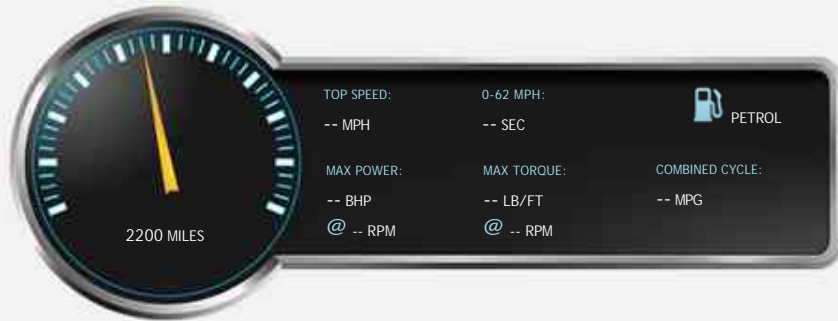 TOP SPEED:
-- MPH
0-62 MPH:
-- SEC
PETROL
MAX POWER:
-- BHP
@ -- RPM
MAX TORQUE:
-- LB/FT
@ -- RPM
COMBINED CYCLE:
-- MPG
2200 MILES